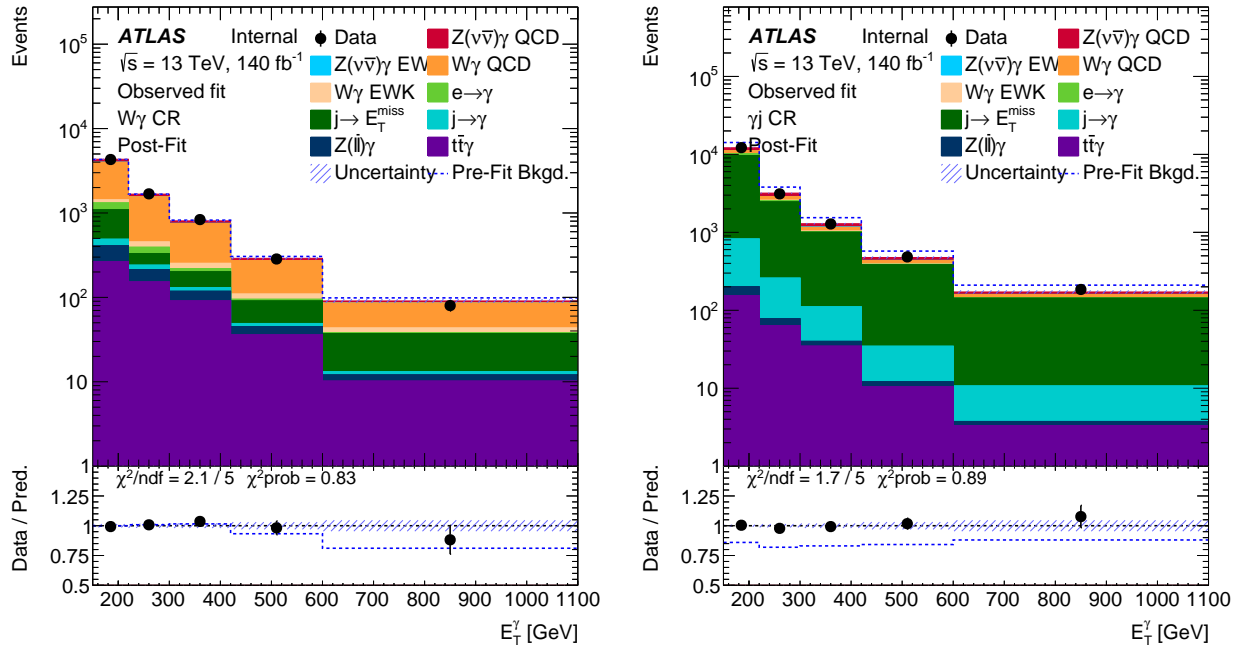 Events
10⁵
10⁴
10³
10²
10
1
ATLAS Internal
√s = 13 TeV, 140 fb⁻¹
Observed fit
Wγ CR
Post-Fit
Data
Z(νν̄)γ QCD
Z(νν̄)γ EW
Wγ QCD
Wγ EWK
e→γ
j→ E_T^miss
j→γ
Z(ll̄)γ
tt̄γ
Uncertainty
Pre-Fit Bkgd.
Data / Pred.
1.25
1
0.75
0.5
χ²/ndf = 2.1 / 5 χ²prob = 0.83
200 300 400 500 600 700 800 900 1000 1100
E_T^γ [GeV]
Events
10⁵
10⁴
10³
10²
10
1
ATLAS Internal
√s = 13 TeV, 140 fb⁻¹
Observed fit
γj CR
Post-Fit
Data
Z(νν̄)γ QCD
Z(νν̄)γ EW
Wγ QCD
Wγ EWK
e→γ
j→ E_T^miss
j→γ
Z(ll̄)γ
tt̄γ
Uncertainty
Pre-Fit Bkgd.
Data / Pred.
1.25
1
0.75
0.5
χ²/ndf = 1.7 / 5 χ²prob = 0.89
200 300 400 500 600 700 800 900 1000 1100
E_T^γ [GeV]